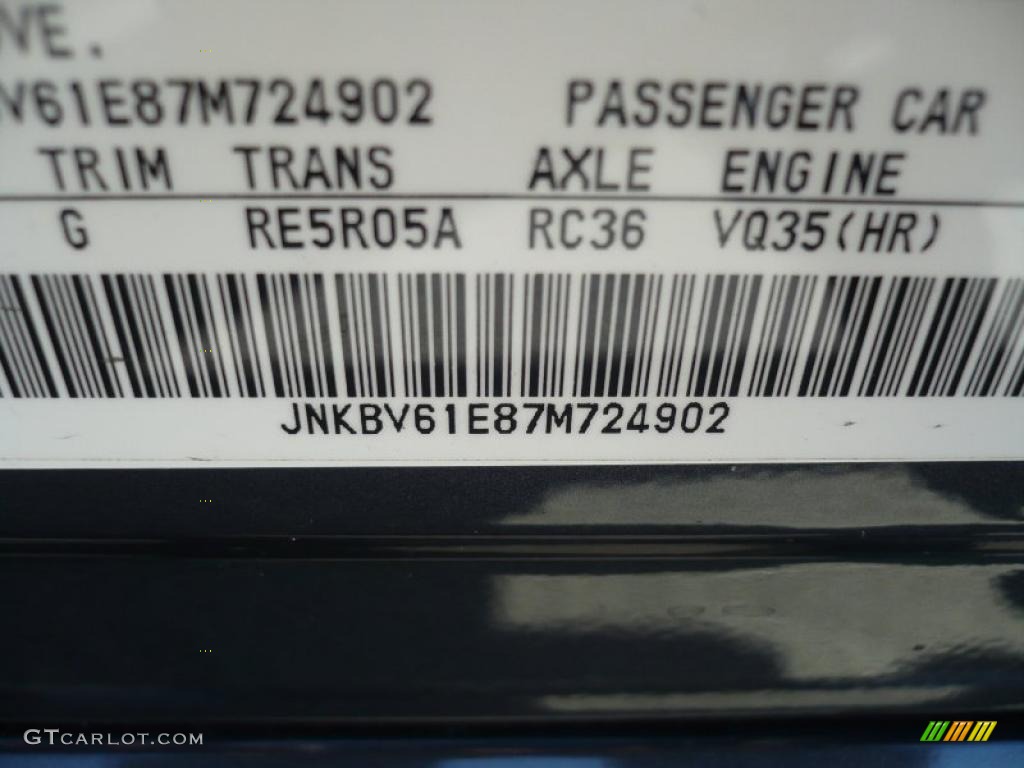 VE.
V61E87M724902 PASSENGER CAR
TRIM TRANS AXLE ENGINE
G RE5R05A RC36 VQ35(HR)
JNKBV61E87M724902
GTCARLOT.COM